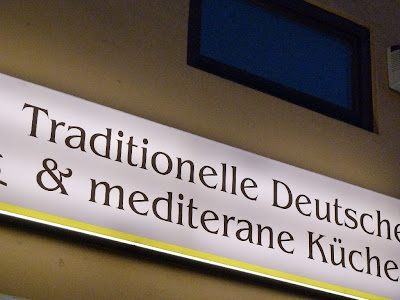 Traditionelle Deutsche
& mediterane Küche